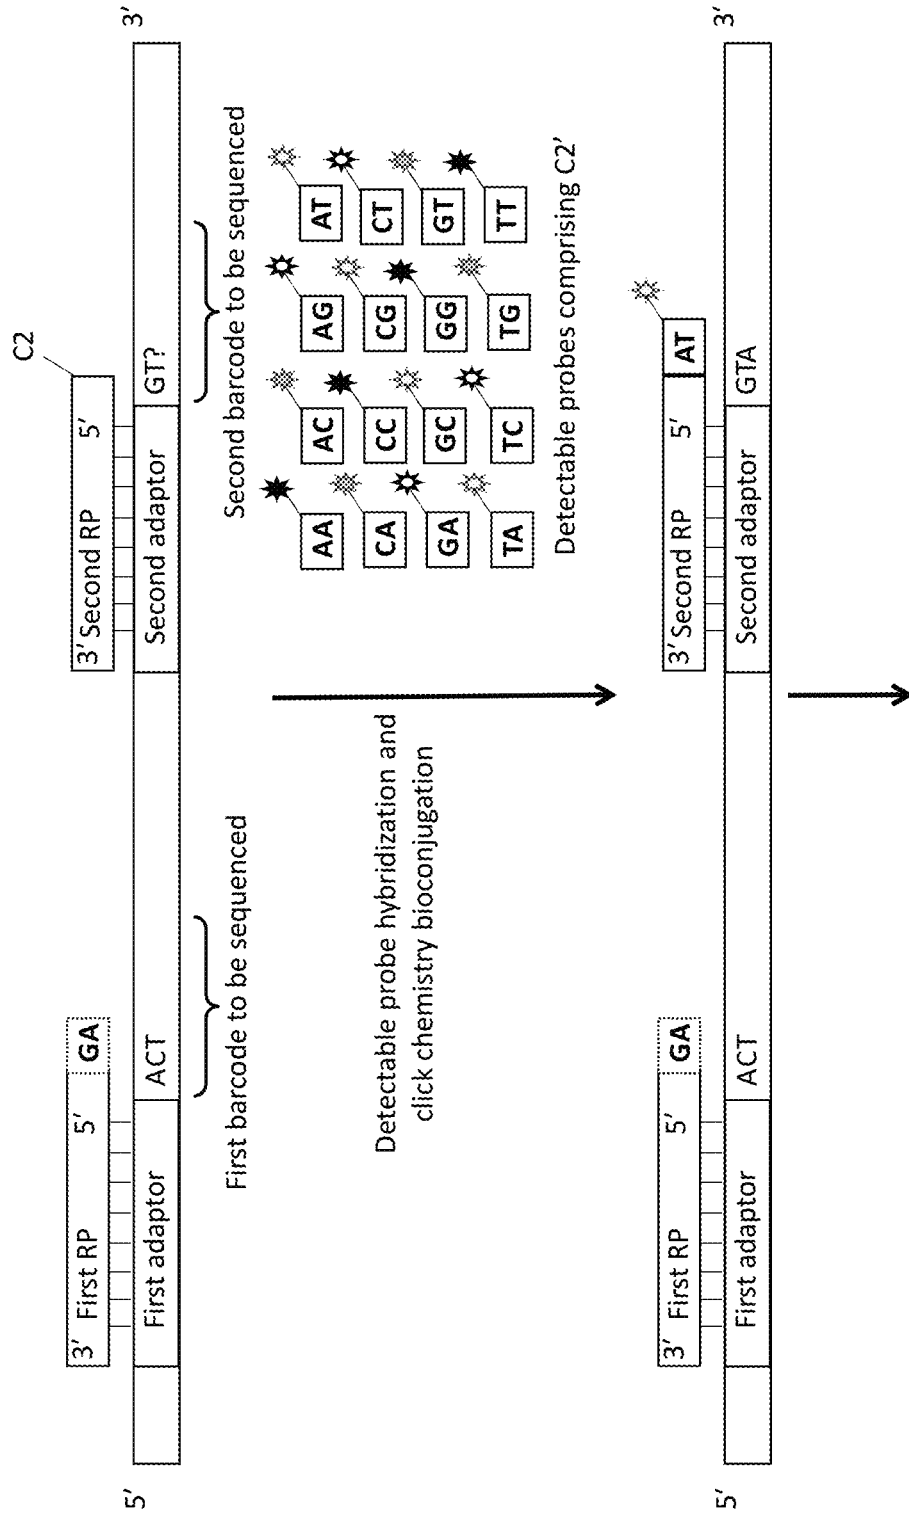 C2
3′ First RP 5′ GA
3′ Second RP 5′
5′
First adaptor
ACT
Second adaptor
GT?
3′
First barcode to be sequenced
Second barcode to be sequenced
AA AC AG AT
CA CC CG CT
GA GC GG GT
TA TC TG TT
Detectable probes comprising C2′
Detectable probe hybridization and
click chemistry bioconjugation
3′ First RP 5′ GA
3′ Second RP 5′ AT
5′
First adaptor
ACT
Second adaptor
GTA
3′